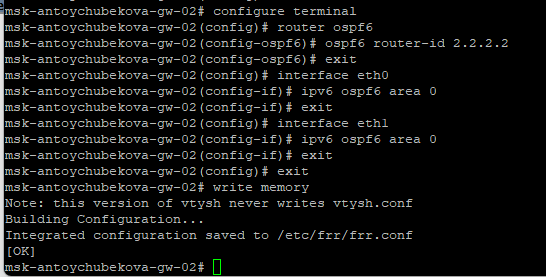 msk-antoychubekova-gw-02# configure terminal
msk-antoychubekova-gw-02(config)# router ospf6
msk-antoychubekova-gw-02(config-ospf6)# ospf6 router-id 2.2.2.2
msk-antoychubekova-gw-02(config-ospf6)# exit
msk-antoychubekova-gw-02(config)# interface eth0
msk-antoychubekova-gw-02(config-if)# ipv6 ospf6 area 0
msk-antoychubekova-gw-02(config-if)# exit
msk-antoychubekova-gw-02(config)# interface eth1
msk-antoychubekova-gw-02(config-if)# ipv6 ospf6 area 0
msk-antoychubekova-gw-02(config-if)# exit
msk-antoychubekova-gw-02(config)# exit
msk-antoychubekova-gw-02# write memory
Note: this version of vtysh never writes vtysh.conf
Building Configuration...
Integrated configuration saved to /etc/frr/frr.conf
[OK]
msk-antoychubekova-gw-02#